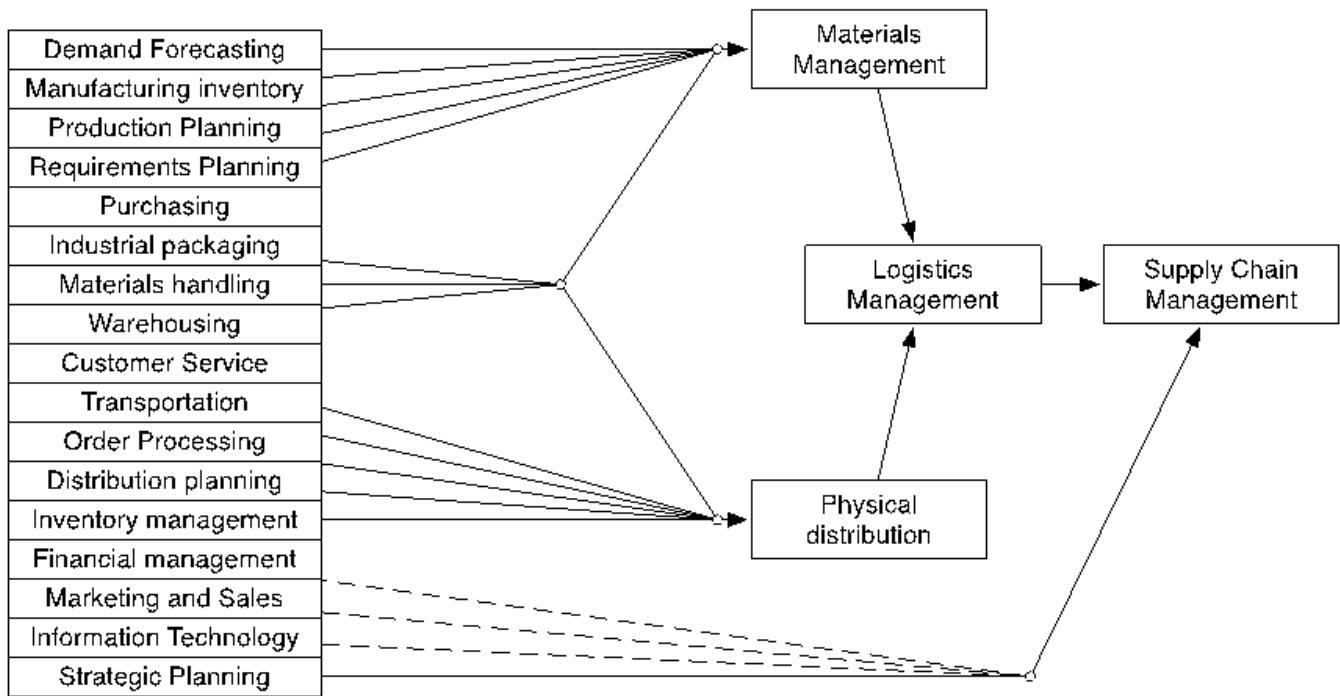 Demand Forecasting
Manufacturing inventory
Production Planning
Requirements Planning
Purchasing
Industrial packaging
Materials handling
Warehousing
Customer Service
Transportation
Order Processing
Distribution planning
Inventory management
Financial management
Marketing and Sales
Information Technology
Strategic Planning
Materials
Management
Logistics
Management
Supply Chain
Management
Physical
distribution